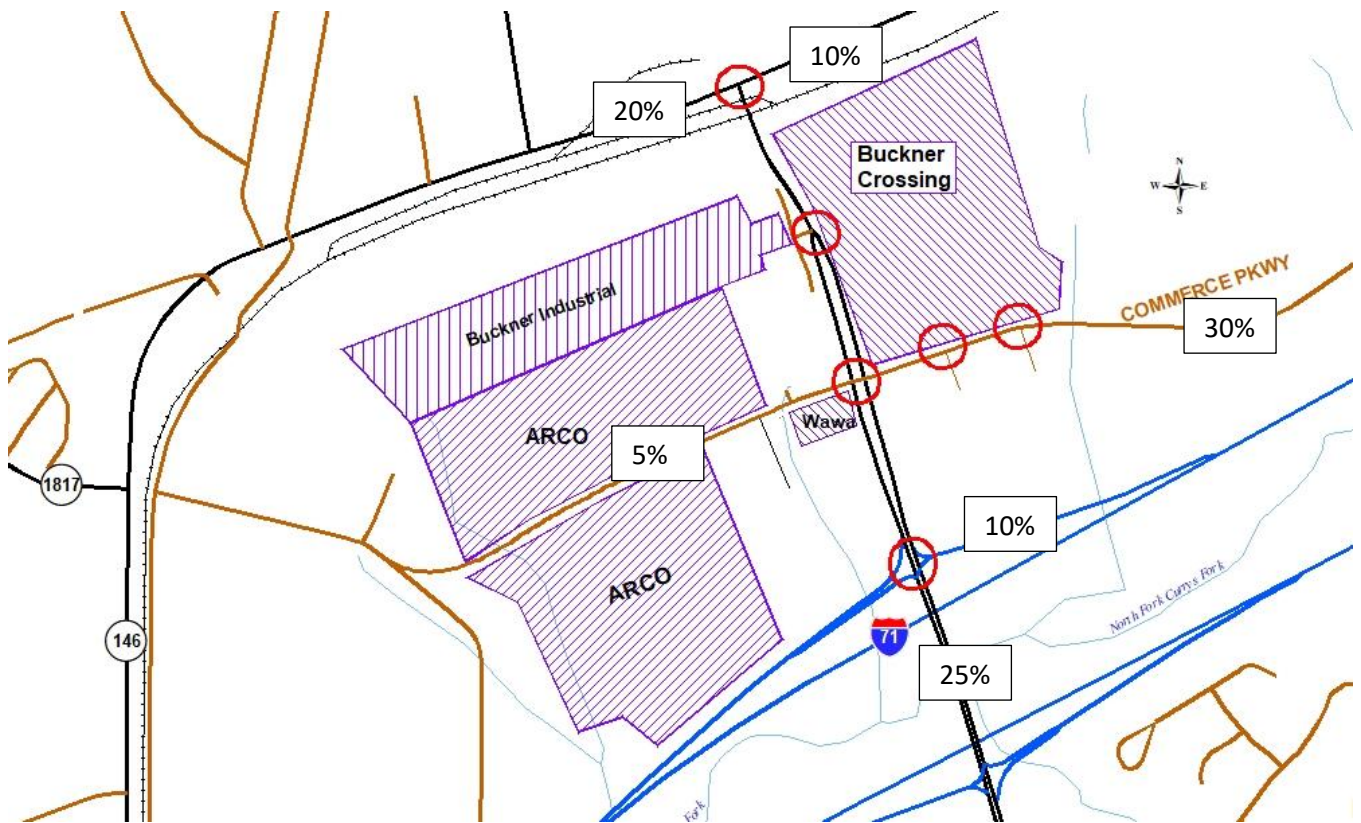 10%
20%
Buckner
Crossing
N
W E
S
COMMERCE PKWY
30%
Buckner Industrial
ARCO
Wawa
5%
1817
10%
ARCO
North Fork Currys Fork
146
71
25%
Fork